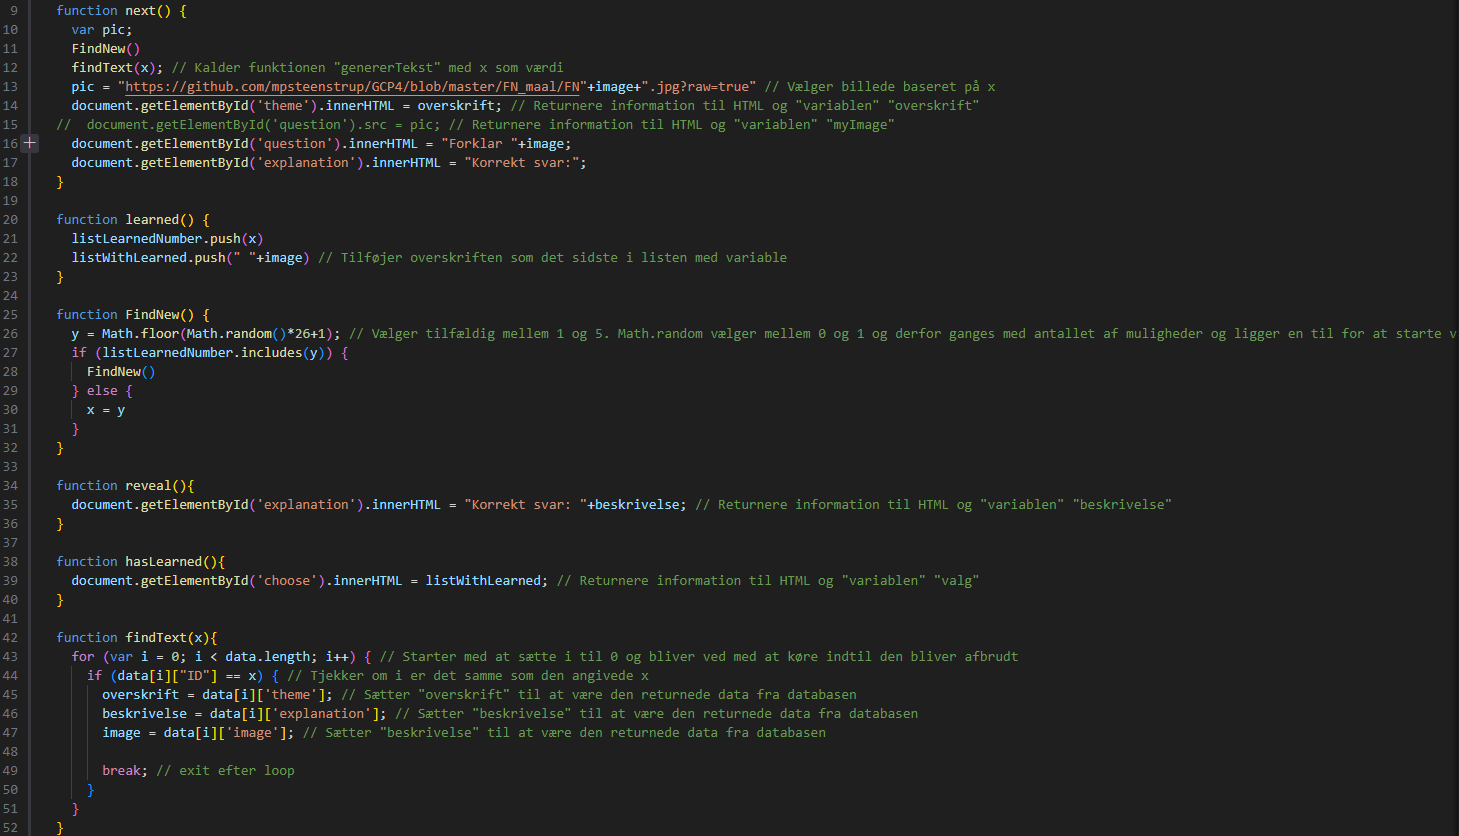 9 function next() {
10 var pic;
11 FindNew()
12 findText(x); // Kalder funktionen "genererTekst" med x som værdi
13 pic = "https://github.com/mpsteenstrup/GCP4/blob/master/FN_maal/FN"+image+".jpg?raw=true" // Vælger billede baseret på x
14 document.getElementById('theme').innerHTML = overskrift; // Returnere information til HTML og "variablen" "overskrift"
15 //  document.getElementById('question').src = pic; // Returnere information til HTML og "variablen" "myImage"
16 document.getElementById('question').innerHTML = "Forklar "+image;
17 document.getElementById('explanation').innerHTML = "Korrekt svar:";
18 }
19
20 function learned() {
21 listLearnedNumber.push(x)
22 listWithLearned.push(" "+image) // Tilføjer overskriften som det sidste i listen med variable
23 }
24
25 function FindNew() {
26 y = Math.floor(Math.random()*26+1); // Vælger tilfældig mellem 1 og 5. Math.random vælger mellem 0 og 1 og derfor ganges med antallet af muligheder og ligger en til for at starte v
27 if (listLearnedNumber.includes(y)) {
28 FindNew()
29 } else {
30 x = y
31 }
32 }
33
34 function reveal(){
35 document.getElementById('explanation').innerHTML = "Korrekt svar: "+beskrivelse; // Returnere information til HTML og "variablen" "beskrivelse"
36 }
37
38 function hasLearned(){
39 document.getElementById('choose').innerHTML = listWithLearned; // Returnere information til HTML og "variablen" "valg"
40 }
41
42 function findText(x){
43 for (var i = 0; i < data.length; i++) { // Starter med at sætte i til 0 og bliver ved med at køre indtil den bliver afbrudt
44 if (data[i]["ID"] == x) { // Tjekker om i er det samme som den angivede x
45 overskrift = data[i]['theme']; // Sætter "overskrift" til at være den returnede data fra databasen
46 beskrivelse = data[i]['explanation']; // Sætter "beskrivelse" til at være den returnede data fra databasen
47 image = data[i]['image']; // Sætter "beskrivelse" til at være den returnede data fra databasen
48
49 break; // exit efter loop
50 }
51 }
52 }